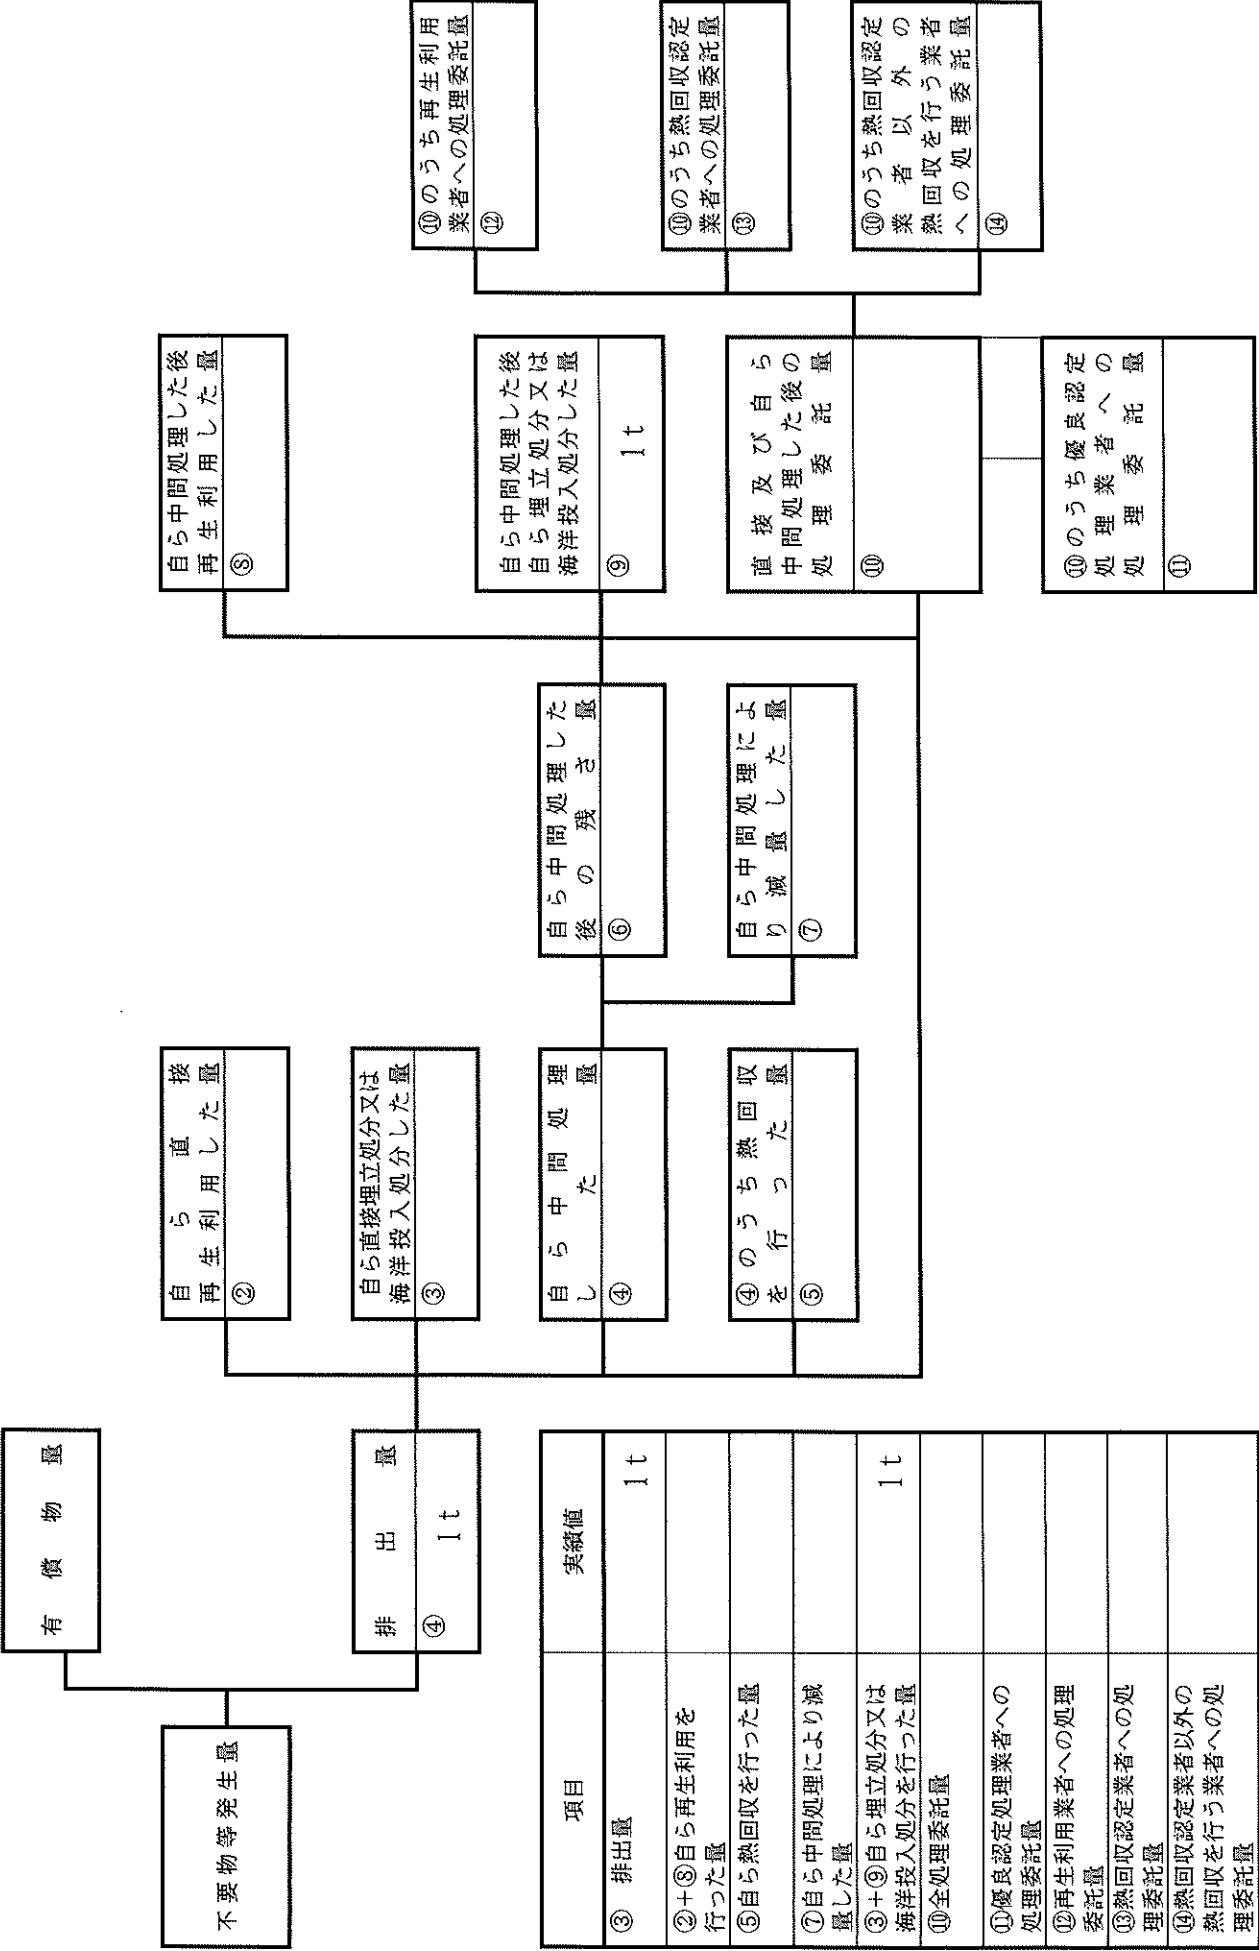 不要物等発生量
有償物量
排出量
④ 1t
自ら直接
再生利用した量
②
自ら直接埋立処分又は
海洋投入処分した量
③
自ら中間処理
した量
④
④のうち熱回収
を行った量
⑤
自ら中間処理した
後の残さ量
⑥
自ら中間処理によ
り減量した量
⑦
自ら中間処理した後
再生利用した量
⑧
自ら中間処理した後
自ら埋立処分又は
海洋投入処分した量
⑨ 1t
直接及び自ら
中間処理した後の
処理委託量
⑩
⑩のうち優良認定
処理業者への
処理委託量
⑪
⑩のうち再生利用
業者への処理委託量
⑫
⑩のうち熱回収認定
業者への処理委託量
⑬
⑩のうち熱回収認定
業者以外の
熱回収を行う業者
への処理委託量
⑭
項目 実績値
③ 排出量 1t
②+⑧自ら再生利用を
行った量
⑤自ら熱回収を行った量
⑦自ら中間処理により減
量した量
③+⑨自ら埋立処分又は
海洋投入処分を行った量 1t
⑩全処理委託量
⑪優良認定処理業者への
処理委託量
⑫再生利用業者への処理
委託量
⑬熱回収認定業者への処
理委託量
⑭熱回収認定業者以外の
熱回収を行う業者への処
理委託量